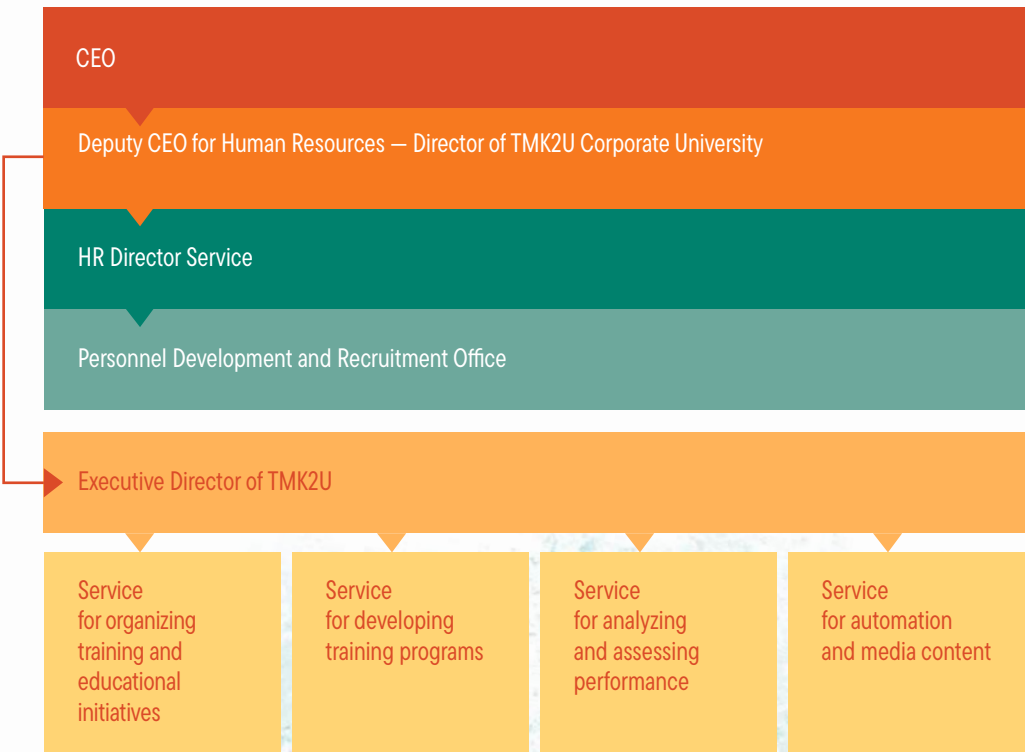 CEO
Deputy CEO for Human Resources — Director of TMK2U Corporate University
HR Director Service
Personnel Development and Recruitment Office
Executive Director of TMK2U
Service
for organizing
training and
educational
initiatives
Service
for developing
training programs
Service
for analyzing
and assessing
performance
Service
for automation
and media content